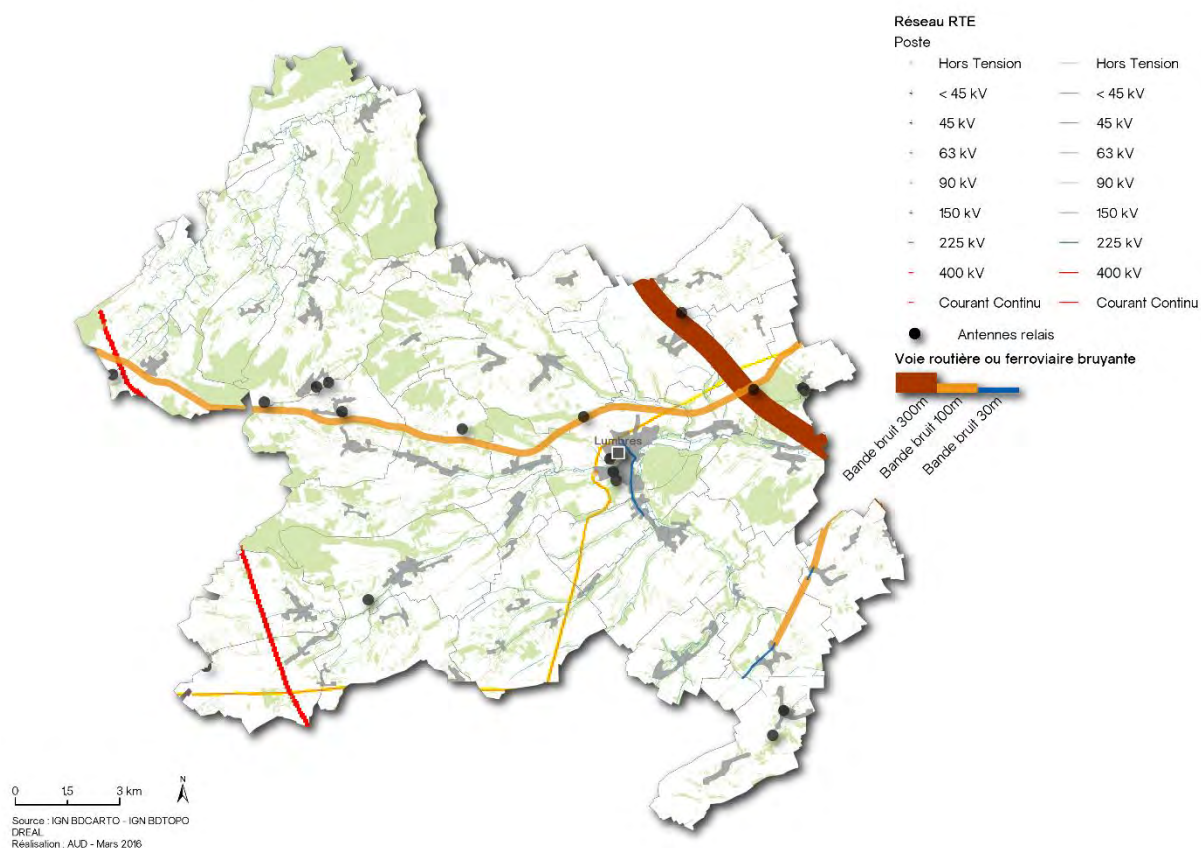 Réseau RTE
Poste
Hors Tension Hors Tension
< 45 kV < 45 kV
45 kV 45 kV
63 kV 63 kV
90 kV 90 kV
150 kV 150 kV
225 kV 225 kV
400 kV 400 kV
Courant Continu Courant Continu
Antennes relais
Voie routière ou ferroviaire bruyante
Bande bruit 300m
Bande bruit 100m
Bande bruit 30m
Lumbres
0 1,5 3 km
N
Source : IGN BDCARTO - IGN BDTOPO
DREAL
Réalisation : AUD - Mars 2016